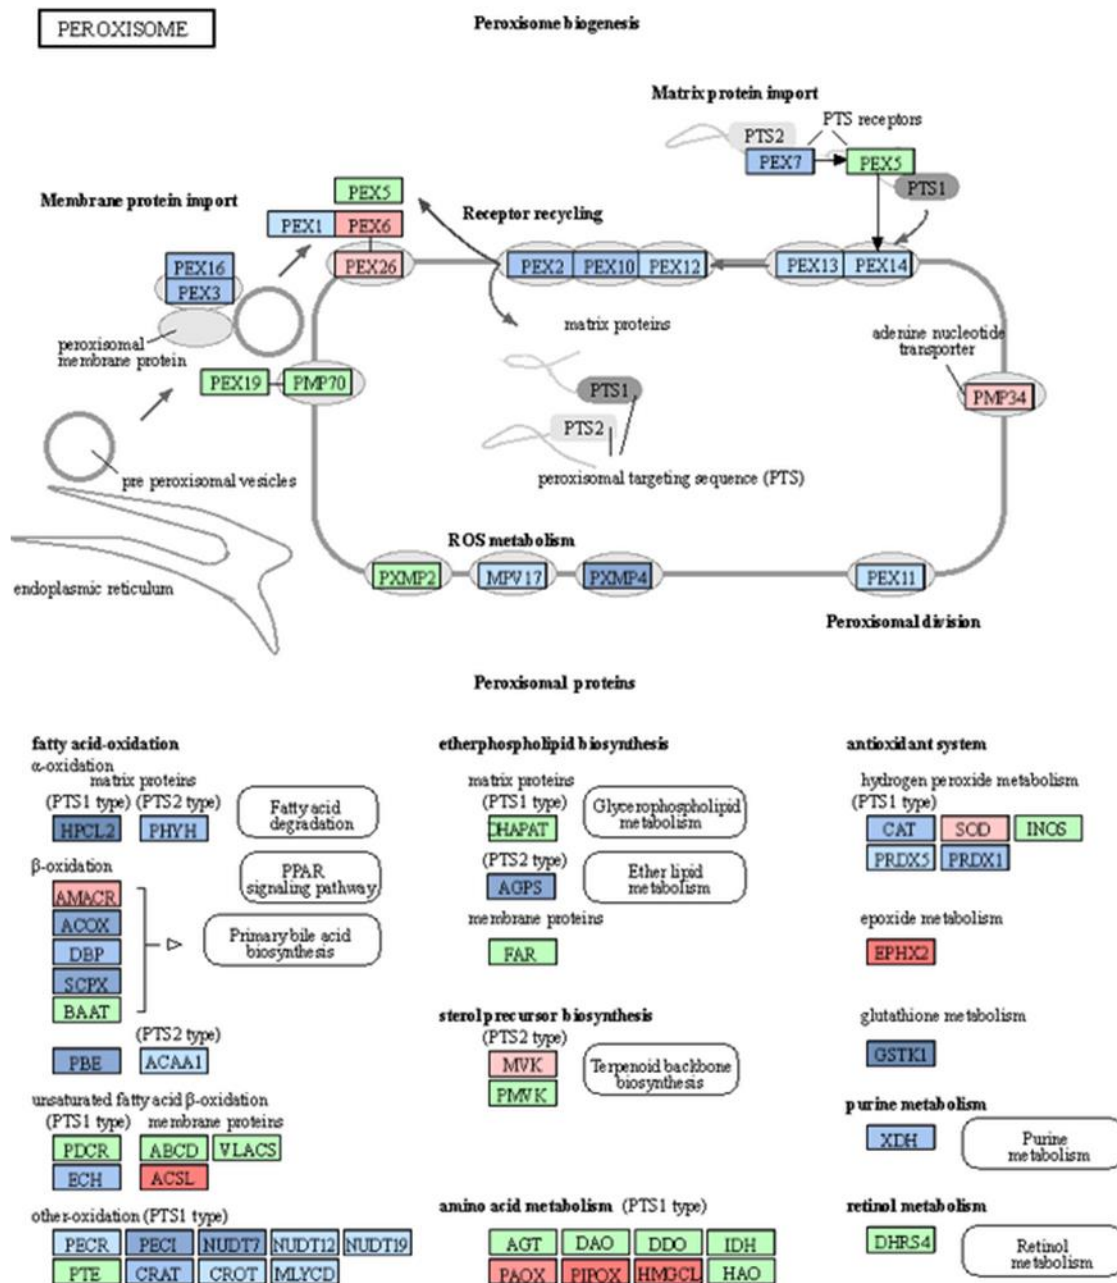 PEROXISOME
Peroxisome biogenesis
Matrix protein import
PTS2
PTS receptors
PEX7
PEX5
PTS1
Membrane protein import
PEX5
PEX1
PEX6
Receptor recycling
PEX16
PEX3
PEX26
PEX2
PEX10
PEX12
PEX13
PEX14
peroxisomal
membrane protein
matrix proteins
adenine nucleotide
transporter
PEX19
PMP70
PTS1
PMP34
PTS2
pre peroxisomal vesicles
peroxisomal targeting sequence (PTS)
ROS metabolism
endoplasmic reticulum
PXMP2
MPV17
PXMP4
PEX11
Peroxisomal division
Peroxisomal proteins
fatty acid-oxidation
α-oxidation
matrix proteins
(PTS1 type) (PTS2 type)
HPCL2
PHYH
Fatty acid
degradation
β-oxidation
PPAR
signaling pathway
AMACR
ACOX
DBP
SCPX
BAAT
Primary bile acid
biosynthesis
(PTS2 type)
PBE
ACAA1
unsaturated fatty acid β-oxidation
(PTS1 type) membrane proteins
PDCR
ABCD
VLACS
ECH
ACSL
other-oxidation (PTS1 type)
PECR
PECI
NUDT7
NUDT12
NUDT19
PTE
CRAT
CROT
MLYCD
etherphospholipid biosynthesis
matrix proteins
(PTS1 type)
DHAPAT
Glycerophospholipid
metabolism
(PTS2 type)
AGPS
Ether lipid
metabolism
membrane proteins
FAR
sterol precursor biosynthesis
(PTS2 type)
MVK
PMVK
Terpenoid backbone
biosynthesis
amino acid metabolism (PTS1 type)
AGT
DAO
DDO
IDH
PAOX
PIPOX
HMGCL
HAO
antioxidant system
hydrogen peroxide metabolism
(PTS1 type)
CAT
SOD
INOS
PRDX5
PRDX1
epoxide metabolism
EPHX2
glutathione metabolism
GSTK1
purine metabolism
XDH
Purine
metabolism
retinol metabolism
DHRS4
Retinol
metabolism